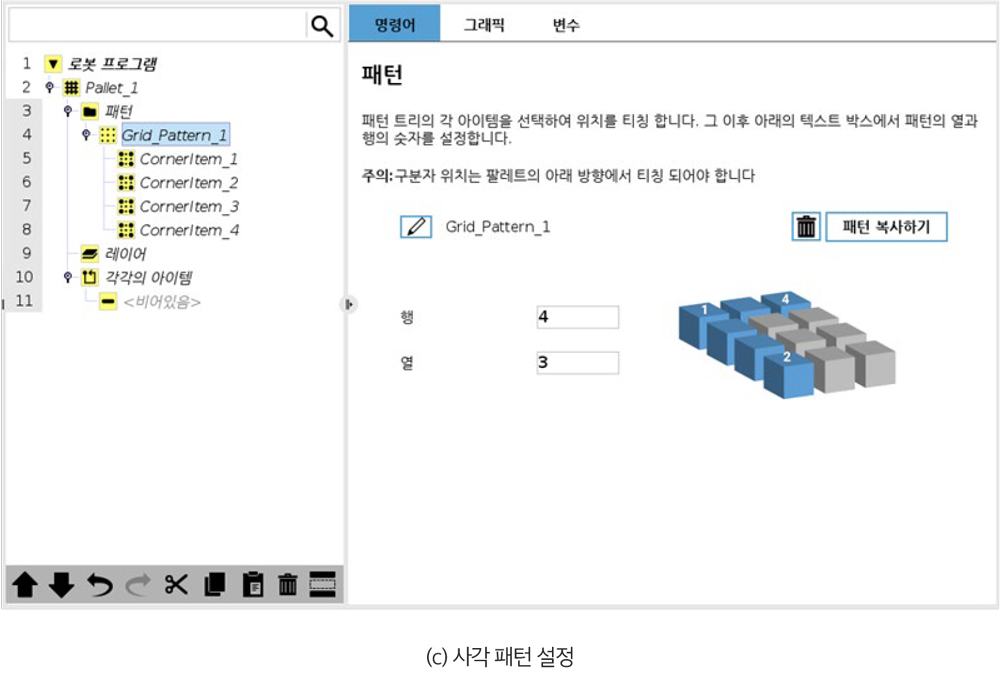 명령어
그래픽
변수
1 ▼ 로봇 프로그램
2 Pallet_1
3 패턴
4 Grid_Pattern_1
5 CornerItem_1
6 CornerItem_2
7 CornerItem_3
8 CornerItem_4
9 레이어
10 각각의 아이템
11 <비어있음>
패턴
패턴 트리의 각 아이템을 선택하여 위치를 티칭 합니다. 그 이후 아래의 텍스트 박스에서 패턴의 열과
행의 숫자를 설정합니다.
주의:구분자 위치는 팔레트의 아래 방향에서 티칭 되어야 합니다
Grid_Pattern_1
패턴 복사하기
행 4
열 3
1
4
2
(c) 사각 패턴 설정